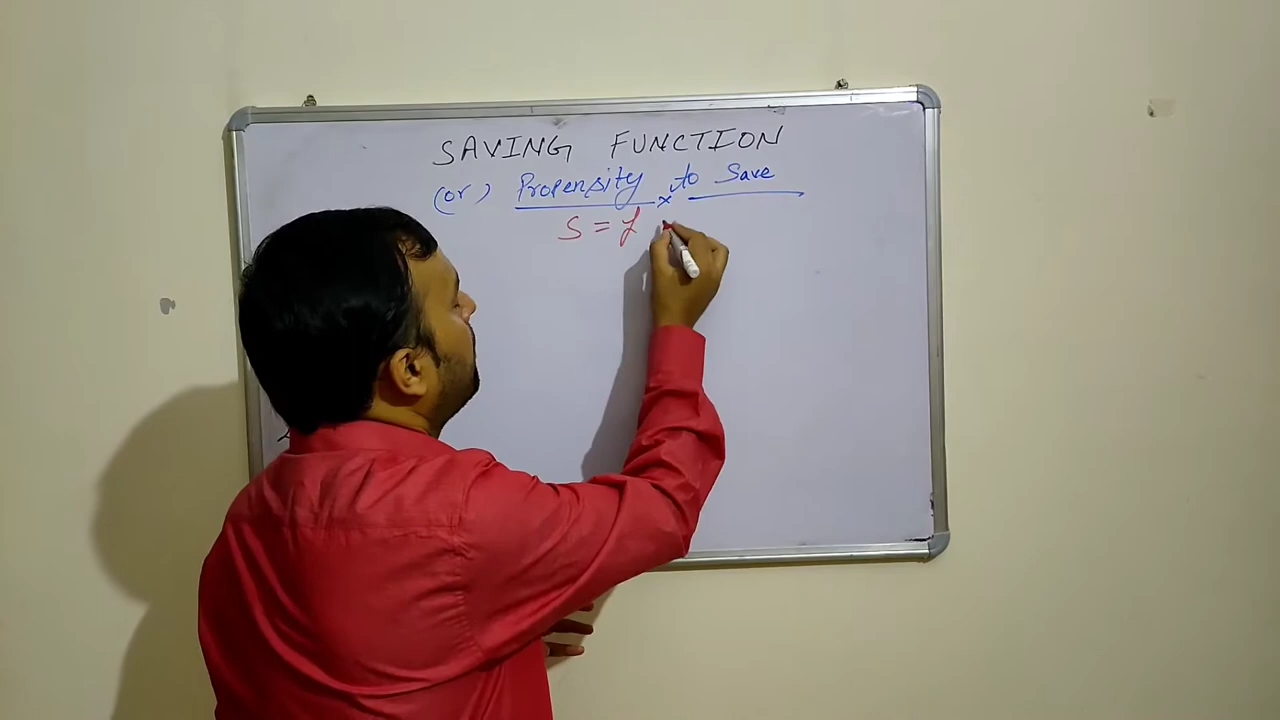 SAVING FUNCTION
(or) Propensity to Save
S = f